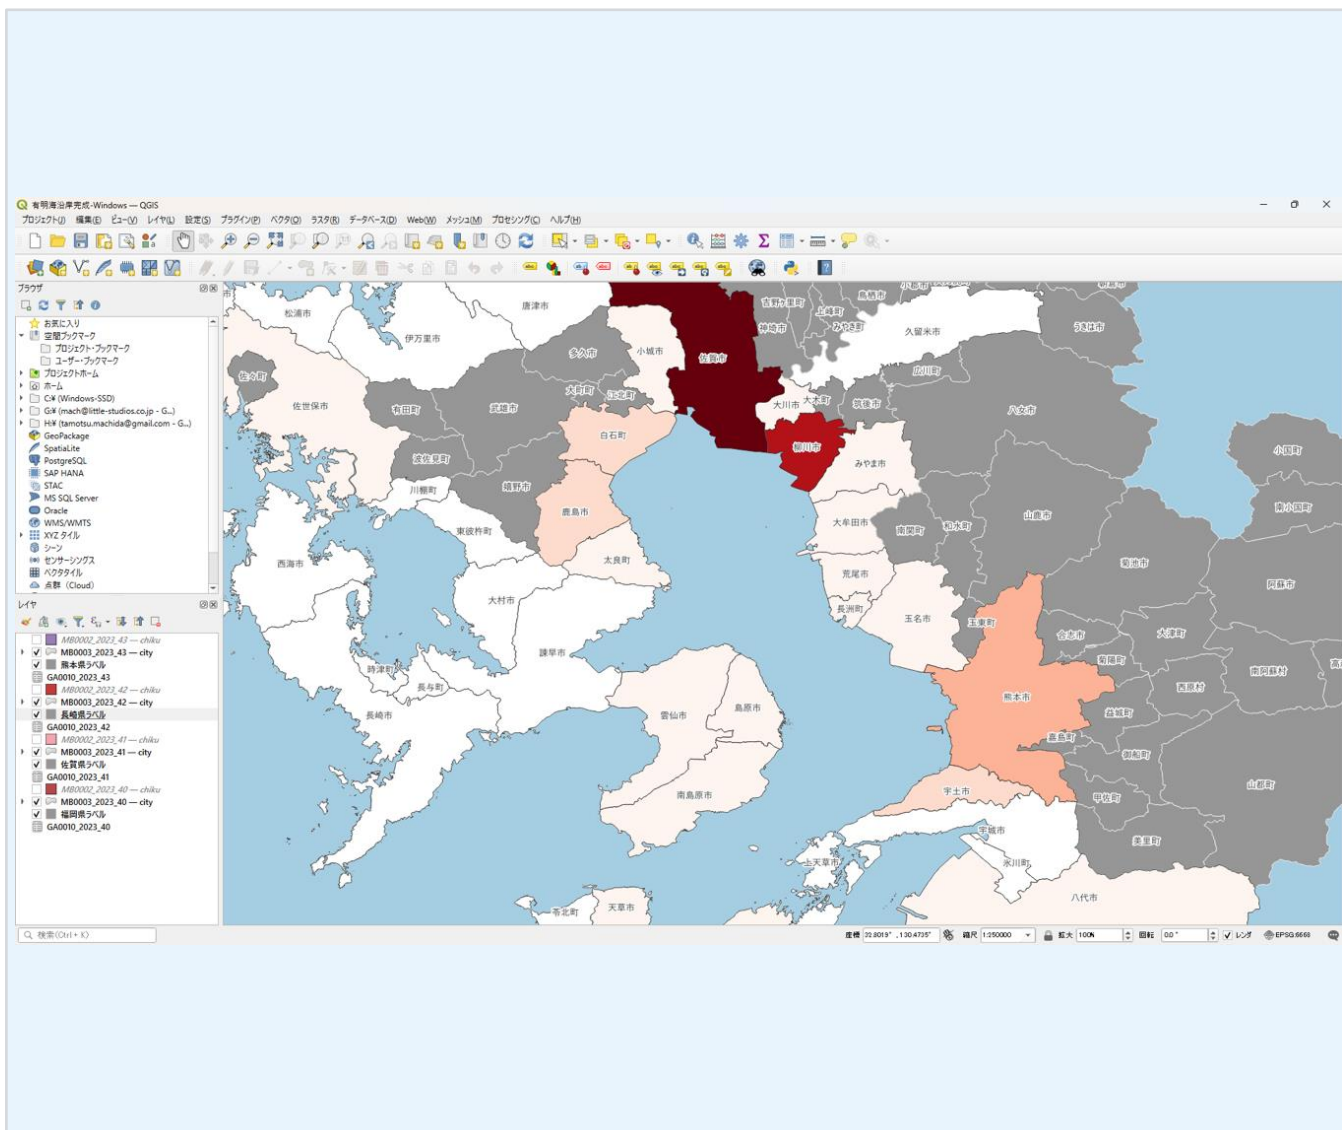 有明海沿岸完成-Windows — QGIS
プロジェクト(J) 編集(E) ビュー(V) レイヤ(L) 設定(S) プラグイン(P) ベクタ(O) ラスタ(R) データベース(D) Web(W) メッシュ(M) プロセシング(C) ヘルプ(H)
ブラウザ
お気に入り
空間ブックマーク
プロジェクト・ブックマーク
ユーザー・ブックマーク
プロジェクトホーム
ホーム
C:¥ (Windows-SSD)
G:¥ (mach@little-studios.co.jp - G...)
H:¥ (tamotsu.machida@gmail.com - G...)
GeoPackage
SpatiaLite
PostgreSQL
SAP HANA
STAC
MS SQL Server
Oracle
WMS/WMTS
XYZ タイル
シーン
センサーシングス
ベクタタイル
点群 (Cloud)
レイヤ
MB0002_2023_43 — chiku
MB0003_2023_43 — city
熊本県ラベル
GA0010_2023_43
MB0002_2023_42 — chiku
MB0003_2023_42 — city
長崎県ラベル
GA0010_2023_42
MB0002_2023_41 — chiku
MB0003_2023_41 — city
佐賀県ラベル
GA0010_2023_41
MB0002_2023_40 — chiku
MB0003_2023_40 — city
福岡県ラベル
GA0010_2023_40
松浦市
唐津市
伊万里市
吉野ヶ里町
鳥栖市
上峰町
みやき町
神埼市
久留米市
うきは市
多久市
小城市
佐賀市
佐々町
大町町
江北町
広川町
佐世保市
有田町
武雄市
大川市
大木町
筑後市
八女市
白石町
柳川市
小国町
波佐見町
みやま市
川棚町
嬉野市
南小国町
鹿島市
大牟田市
南関町
和水町
山鹿市
東彼杵町
西海市
太良町
荒尾市
菊池市
阿蘇市
大村市
長洲町
玉名市
玉東町
合志市
大津町
諫早市
時津町
長与町
菊陽町
西原村
南阿蘇村
長崎市
雲仙市
島原市
熊本市
益城町
嘉島町
御船町
南島原市
宇土市
甲佐町
山都町
宇城市
美里町
上天草市
氷川町
八代市
苓北町
天草市
検索(Ctrl + K)
座標 32.8019°, 130.4735° 縮尺 1:250000 拡大 100% 回転 0.0° レンダ EPSG:6668